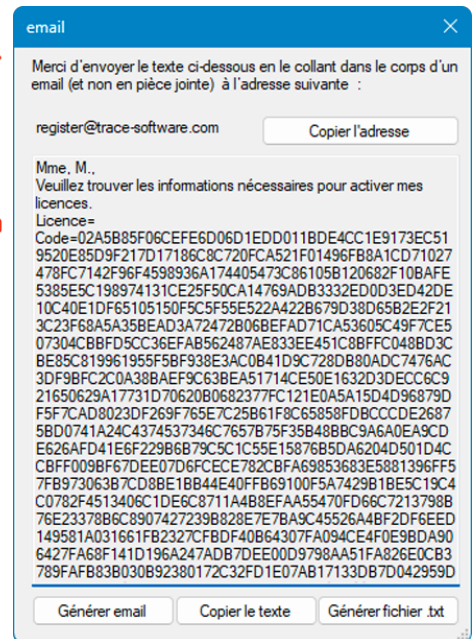 email
Merci d'envoyer le texte ci-dessous en le collant dans le corps d'un
email (et non en pièce jointe) à l'adresse suivante :
register@trace-software.com
Copier l'adresse
Mme, M.,
Veuillez trouver les informations nécessaires pour activer mes
licences.
Licence=
Code=02A5B85F06CEFE6D06D1EDD011BDE4CC1E9173EC51
9520E85D9F217D17186C8C720FCA521F01496FB8A1CD71027
478FC7142F96F4598936A174405473C86105B120682F10BAFE
5385E5C198974131CE25F50CA14769ADB3332ED0D3ED42DE
10C40E1DF65105150F5C5F55E522A422B679D38D65B2E2F21
3C23F68A5A35BEAD3A72472B06BEFAD71CA53605C49F7CE5
07304CBBFD5CC36EFAB562487AE833EE451C8BFFC048BD3C
BE85C819961955F5BF938E3AC0B41D9C728DB80ADC7476AC
3DF9BFC2C0A38BAEF9C63BEA51714CE50E1632D3DECC6C9
21650629A17731D70620B0682377FC121E0A5A15D4D96879D
F5F7CAD8023DF269F765E7C25B61F8C65858FDBCCCDE2687
5BD0741A24C4374537346C7657B75F35B48BBC9A6A0EA9CD
E626AFD41E6F229B6B79C5C1C55E15876B5DA6204D501D4C
CBFF009BF67DEE07D6FCECE782CBFA69853683E5881396FF5
7FB973063B7CD8BE1BB44E40FFB69100F5A7429B1BE5C19C4
C0782F4513406C1DE6C8711A4B8EFAA55470FD66C7213798B
76E23378B6C8907427239B828E7E7BA9C45526A4BF2DF6EED
149581A031661FB2327CFBDF40B64307FA094CE4F0E9BDA90
6427FA68F141D196A247ADB7DEE00D9798AA51FA826E0CB3
789FAFB83B030B92380172C32FD1E07AB17133DB7D042959D
Générer email
Copier le texte
Générer fichier .txt